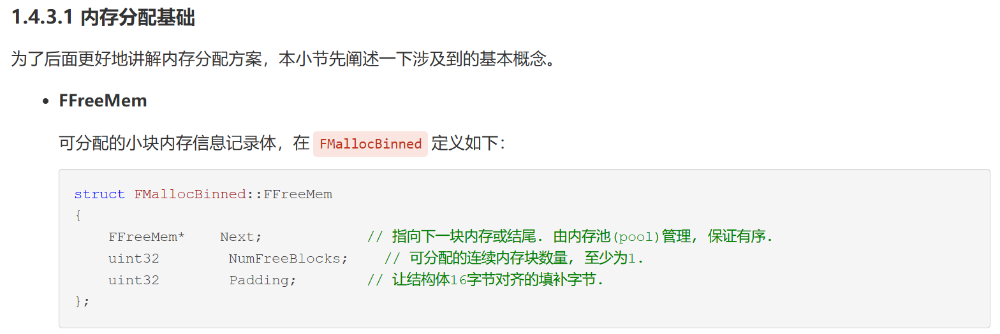 1.4.3.1 内存分配基础
为了后面更好地讲解内存分配方案，本小节先阐述一下涉及到的基本概念。
• FFreeMem
可分配的小块内存信息记录体，在 FMallocBinned 定义如下：
struct FMallocBinned::FFreeMem
{
    FFreeMem*    Next;            // 指向下一块内存或结尾. 由内存池(pool)管理, 保证有序.
    uint32        NumFreeBlocks;    // 可分配的连续内存块数量, 至少为1.
    uint32        Padding;        // 让结构体16字节对齐的填补字节.
};